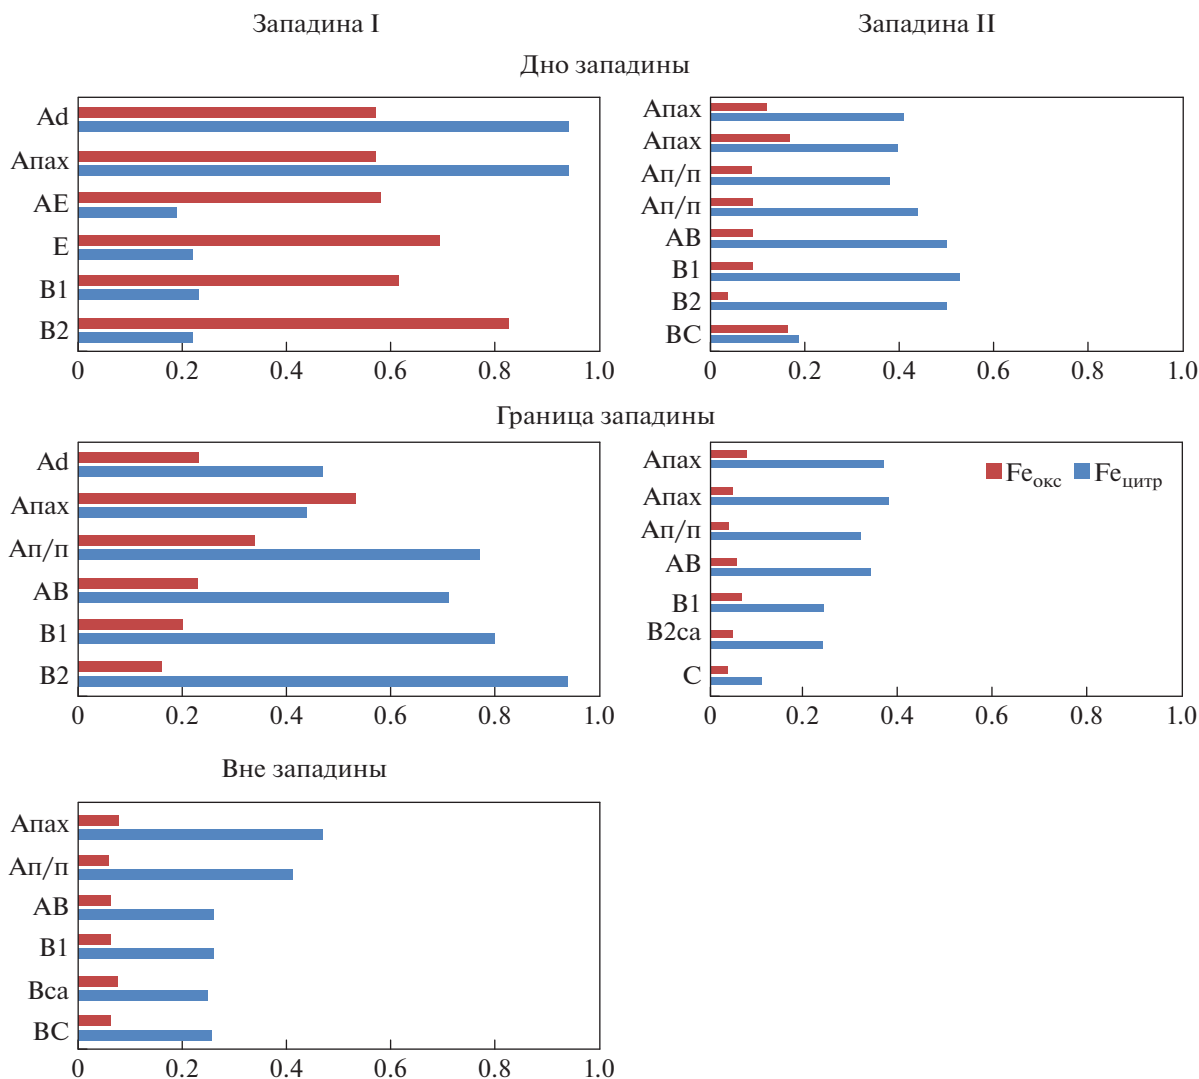 Западина I
Западина II
Дно западины
Ad
Апах
AE
E
B1
B2
0 0.2 0.4 0.6 0.8 1.0
Апах
Апах
Ап/п
Ап/п
AB
B1
B2
BC
0 0.2 0.4 0.6 0.8 1.0
Граница западины
Ad
Апах
Ап/п
AB
B1
B2
0 0.2 0.4 0.6 0.8 1.0
Апах
Апах
Ап/п
AB
B1
B2ca
C
Feокс Feцитр
0 0.2 0.4 0.6 0.8 1.0
Вне западины
Апах
Ап/п
AB
B1
Bca
BC
0 0.2 0.4 0.6 0.8 1.0